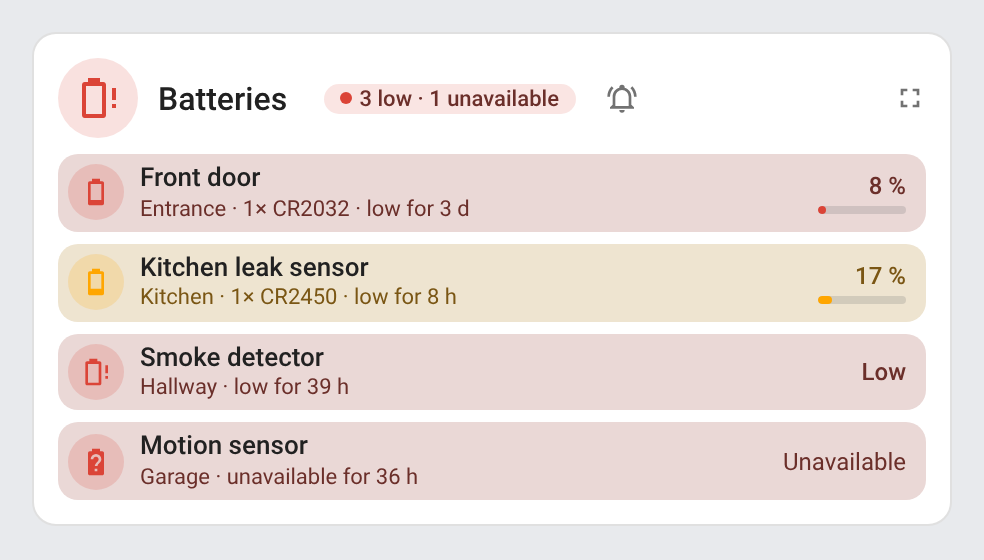 Batteries
3 low · 1 unavailable
Front door
Entrance · 1× CR2032 · low for 3 d
8 %
Kitchen leak sensor
Kitchen · 1× CR2450 · low for 8 h
17 %
Smoke detector
Hallway · low for 39 h
Low
Motion sensor
Garage · unavailable for 36 h
Unavailable